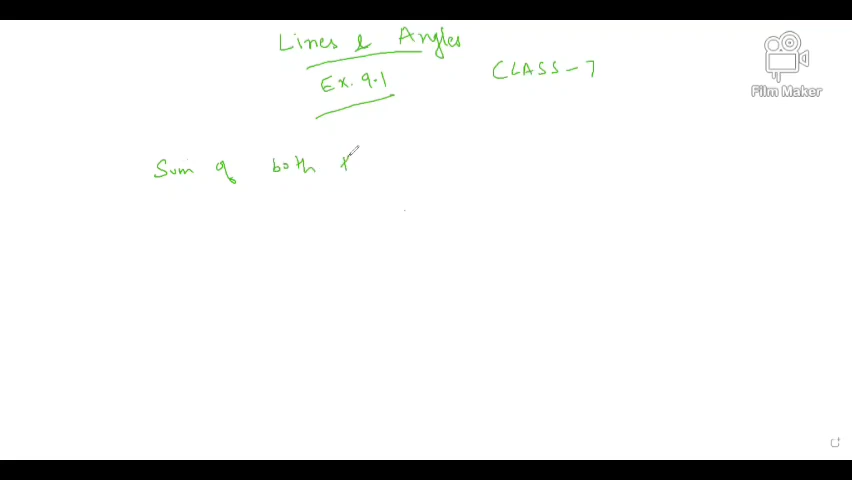 Lines & Angles
Ex. 9.1
CLASS - 7
Film Maker
Sum of both t